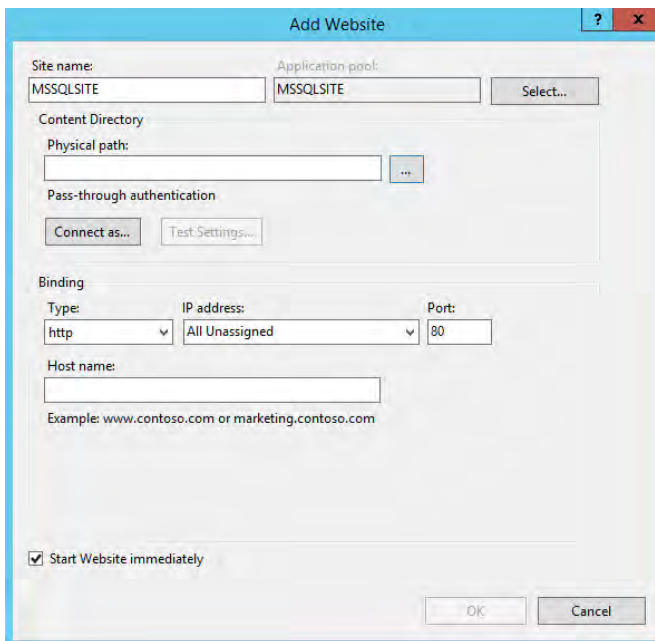 Add Website
?
x
Site name:
Application pool:
MSSQLSITE
MSSQLSITE
Select...
Content Directory
Physical path:
...
Pass-through authentication
Connect as...
Test Settings...
Binding
Type:
IP address:
Port:
http
All Unassigned
80
Host name:
Example: www.contoso.com or marketing.contoso.com
Start Website immediately
OK
Cancel